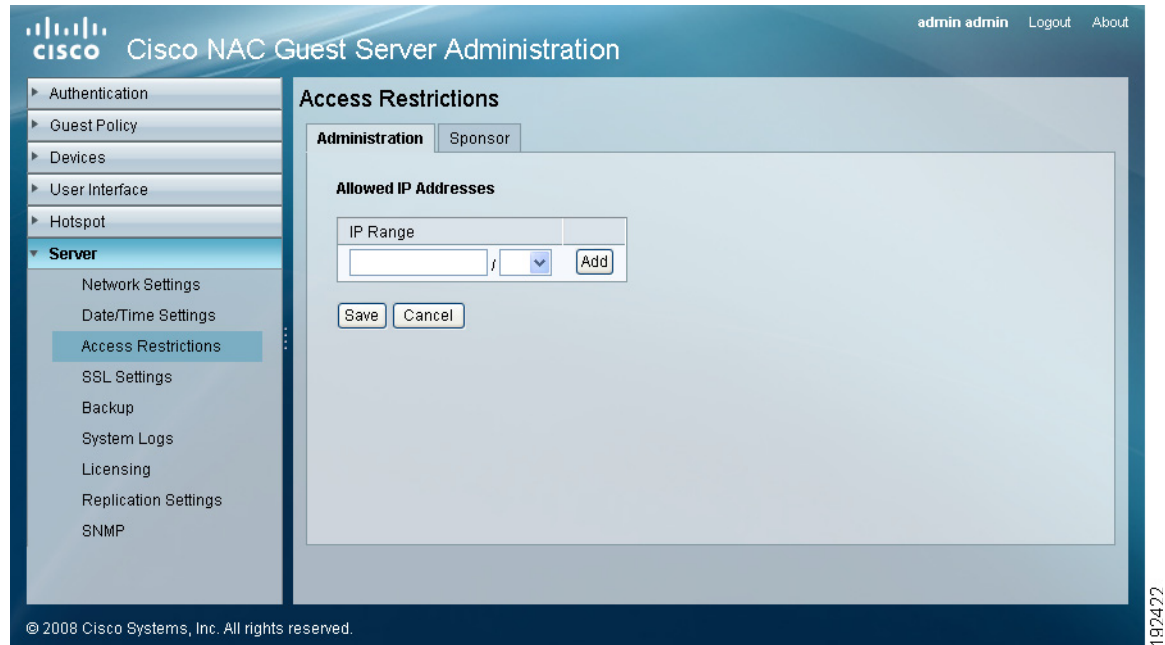 admin admin Logout About
CISCO Cisco NAC Guest Server Administration
Authentication
Guest Policy
Devices
User Interface
Hotspot
Server
Network Settings
Date/Time Settings
Access Restrictions
SSL Settings
Backup
System Logs
Licensing
Replication Settings
SNMP
Access Restrictions
Administration Sponsor
Allowed IP Addresses
IP Range
/ Add
Save Cancel
© 2008 Cisco Systems, Inc. All rights reserved.
192422